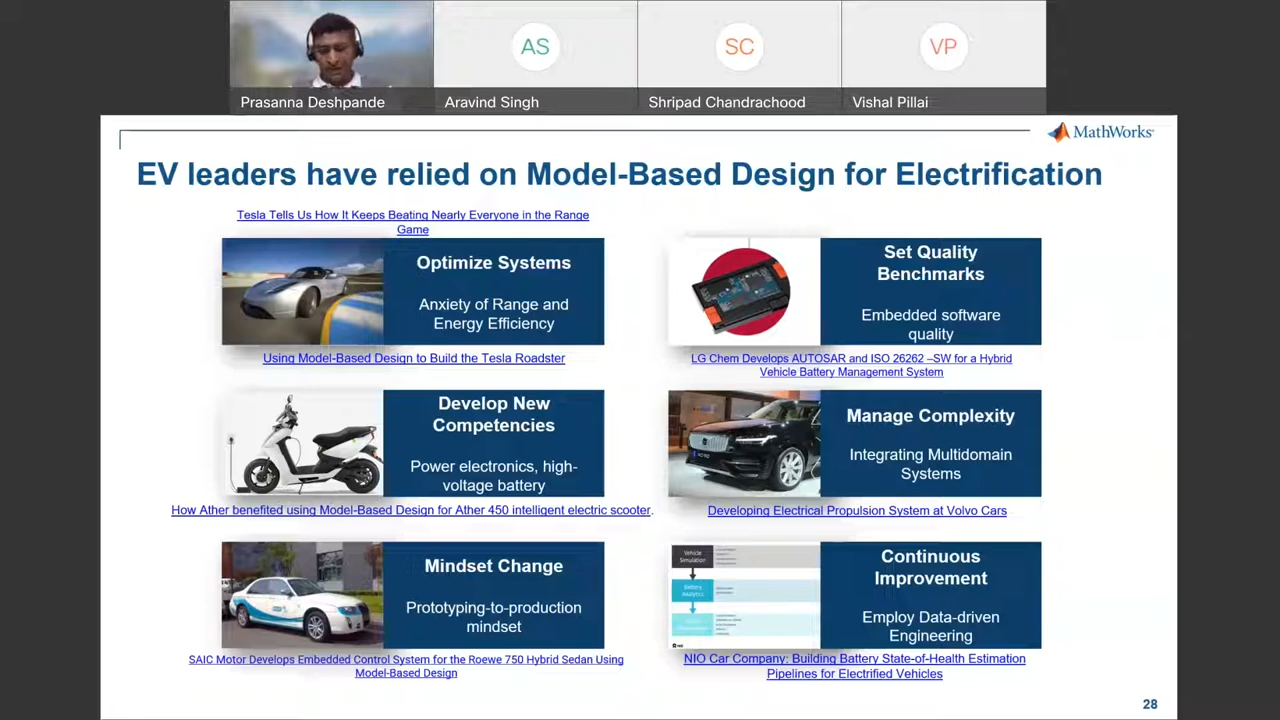 AS
SC
VP
Prasanna Deshpande
Aravind Singh
Shripad Chandrachood
Vishal Pillai
MathWorks
EV leaders have relied on Model-Based Design for Electrification
Tesla Tells Us How It Keeps Beating Nearly Everyone in the Range
Game
Optimize Systems
Anxiety of Range and
Energy Efficiency
Using Model-Based Design to Build the Tesla Roadster
Set Quality
Benchmarks
Embedded software
quality
LG Chem Develops AUTOSAR and ISO 26262 –SW for a Hybrid
Vehicle Battery Management System
Develop New
Competencies
Power electronics, high-
voltage battery
How Ather benefited using Model-Based Design for Ather 450 intelligent electric scooter.
Manage Complexity
Integrating Multidomain
Systems
Developing Electrical Propulsion System at Volvo Cars
Mindset Change
Prototyping-to-production
mindset
SAIC Motor Develops Embedded Control System for the Roewe 750 Hybrid Sedan Using
Model-Based Design
Vehicle
Simulation
Battery
Analytics
Continuous
Improvement
Employ Data-driven
Engineering
NIO Car Company: Building Battery State-of-Health Estimation
Pipelines for Electrified Vehicles
28